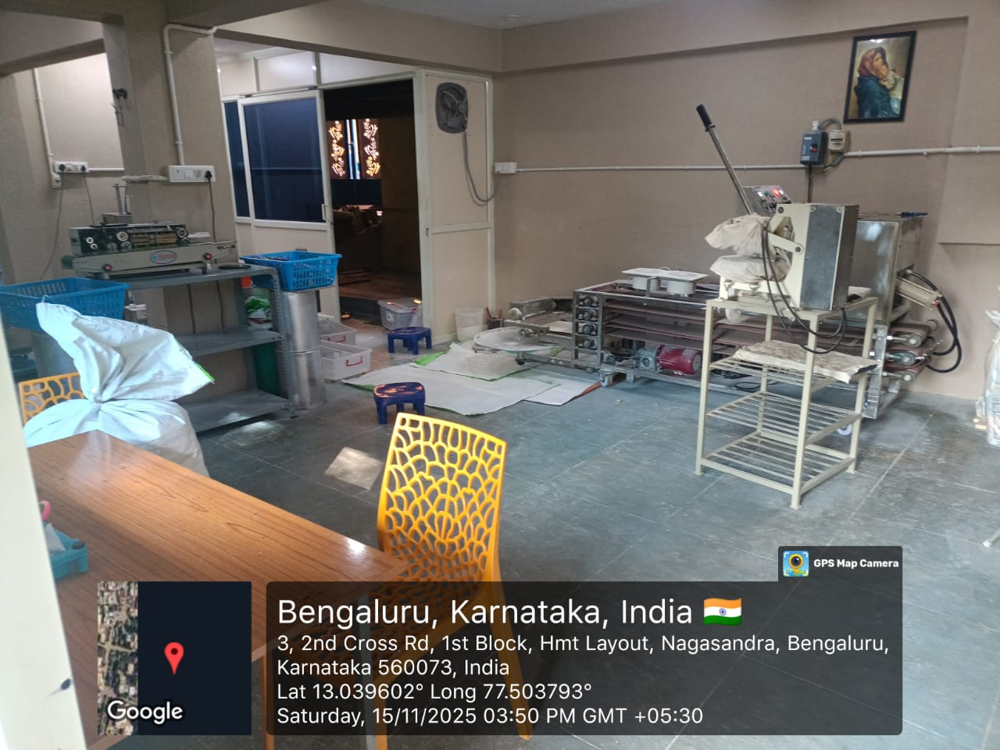 GPS Map Camera
Bengaluru, Karnataka, India
3, 2nd Cross Rd, 1st Block, Hmt Layout, Nagasandra, Bengaluru,
Karnataka 560073, India
Lat 13.039602° Long 77.503793°
Saturday, 15/11/2025 03:50 PM GMT +05:30
Google